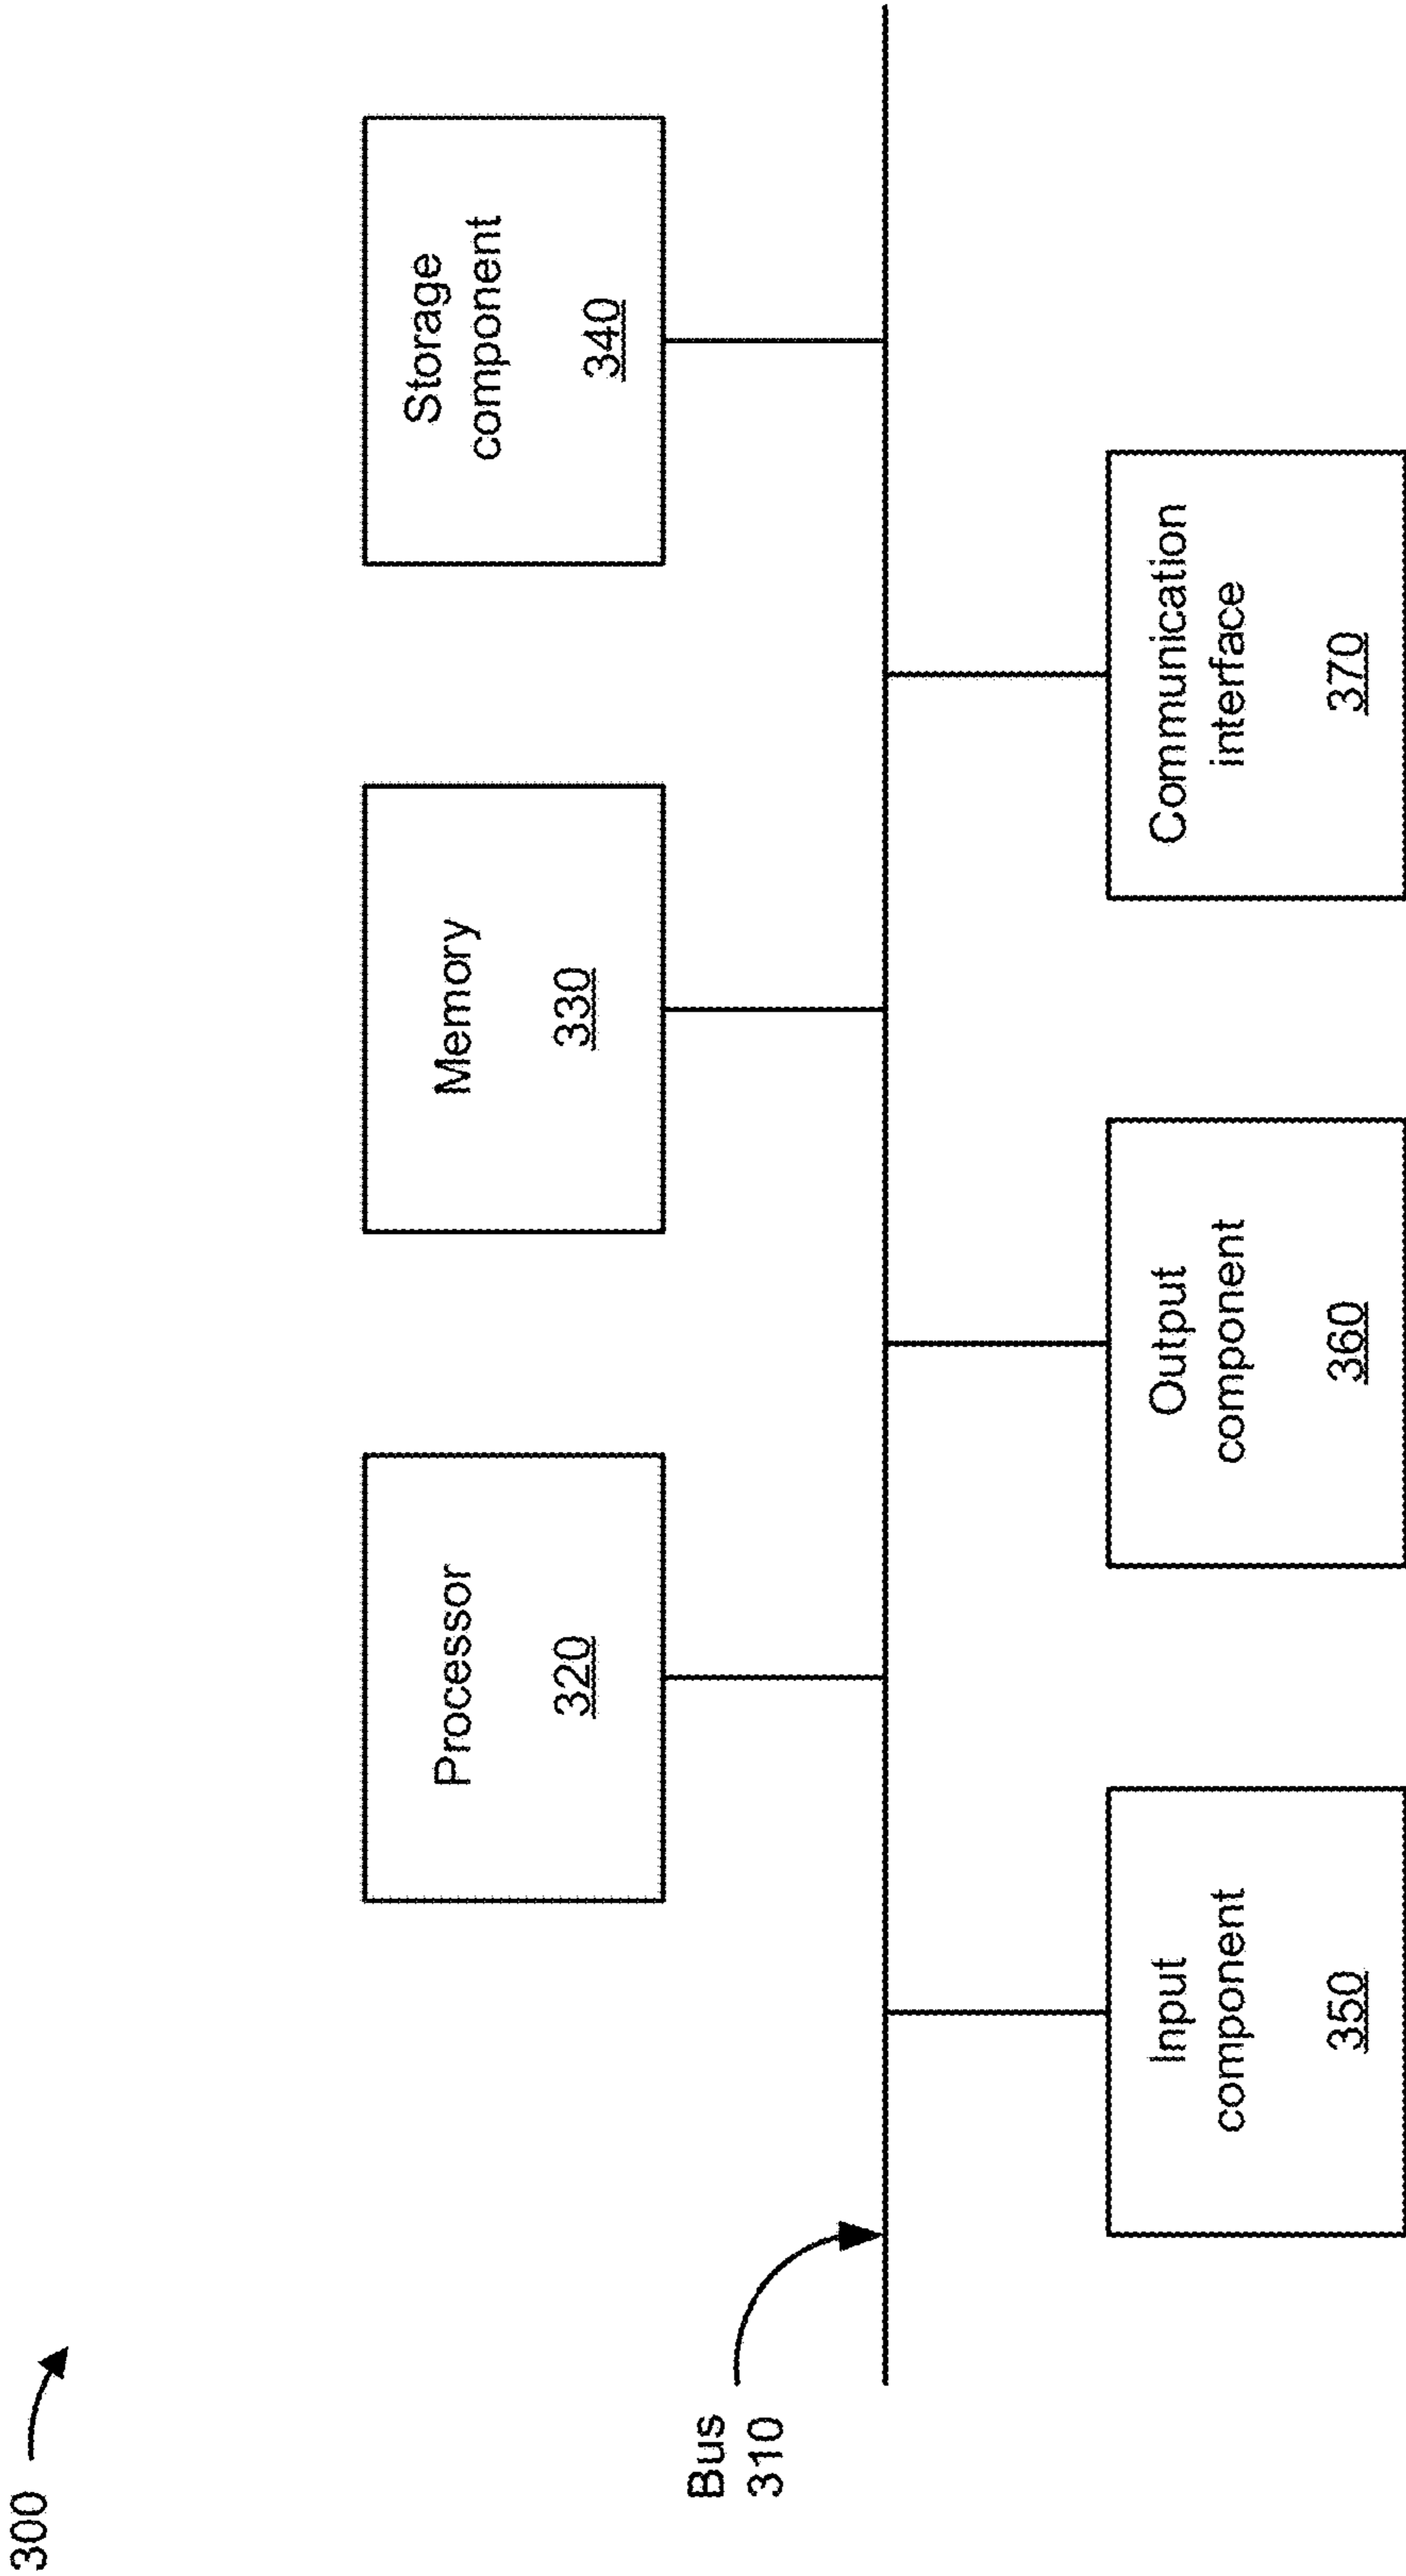 300
Processor
320
Memory
330
Storage
component
340
Bus
310
Input
component
350
Output
component
360
Communication
interface
370